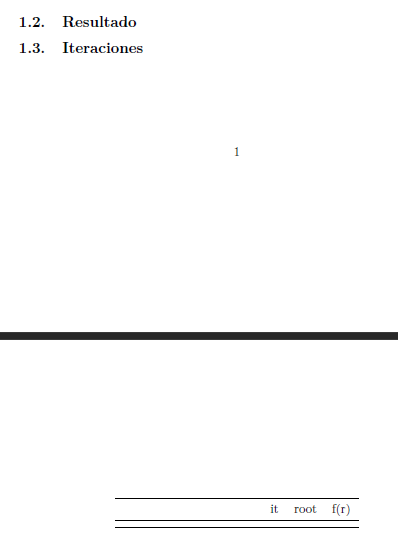 1.2. Resultado
1.3. Iteraciones
1
it root f(r)